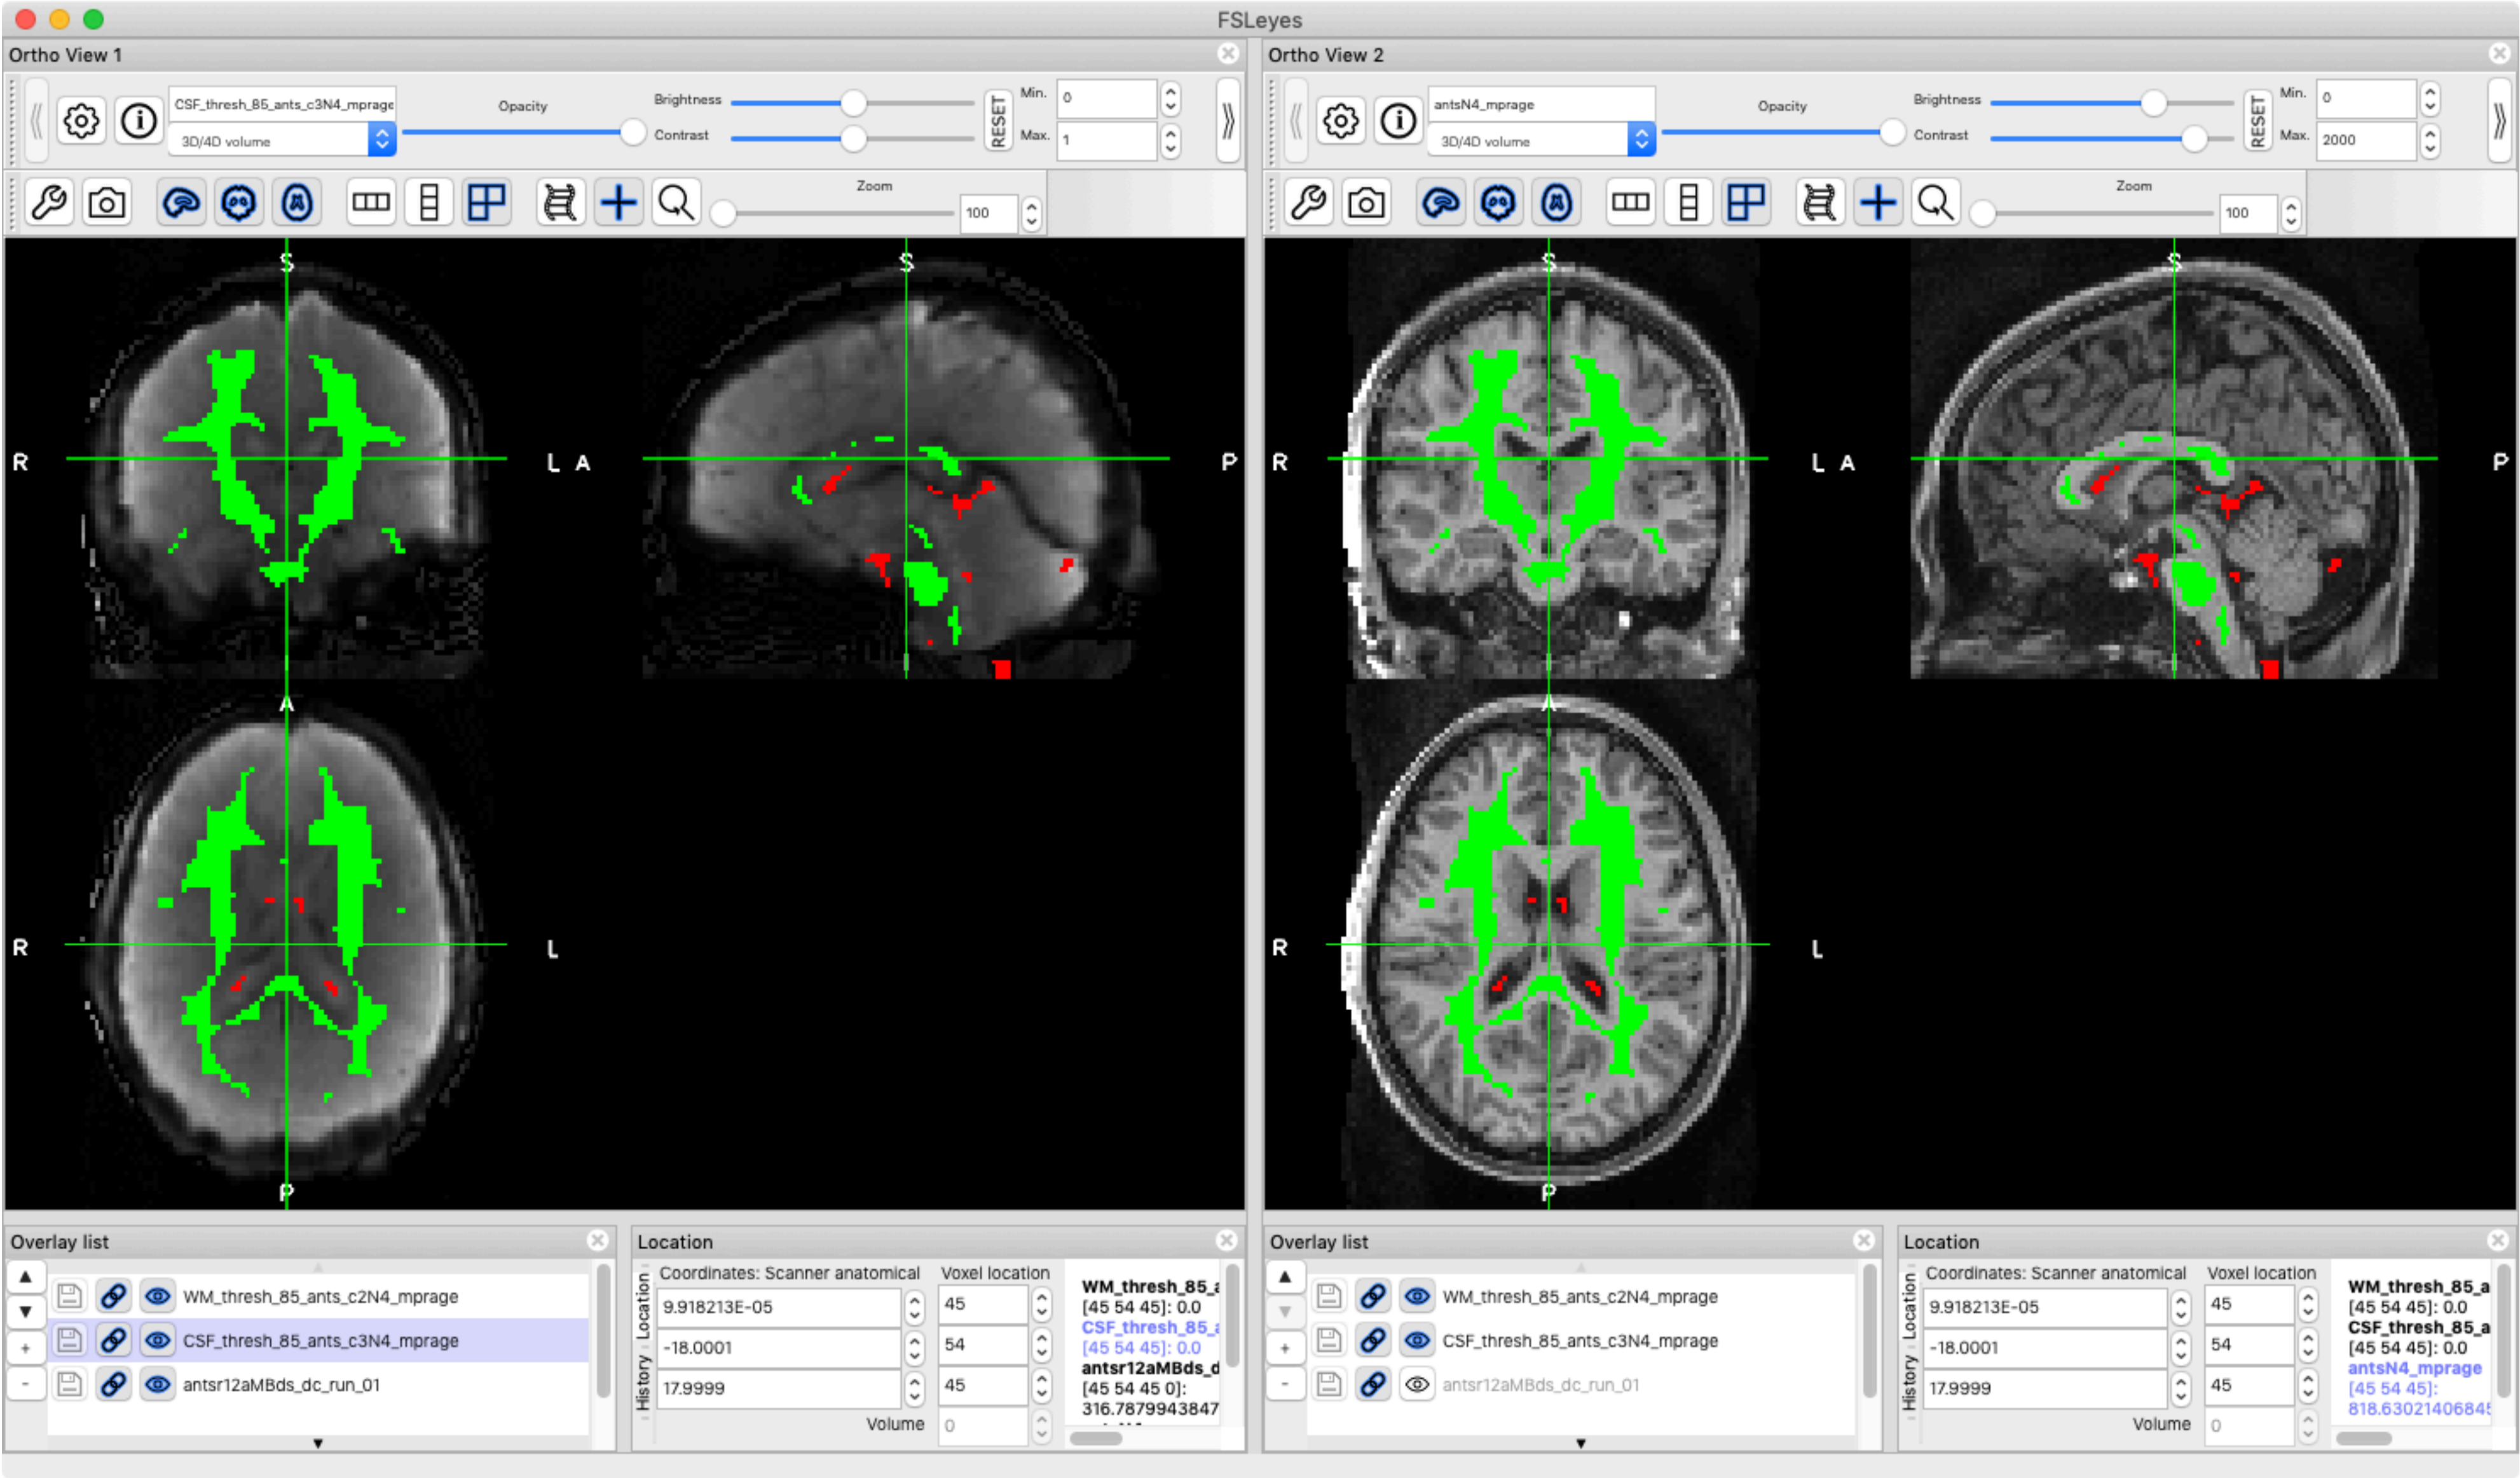 FSLeyes
Ortho View 1
CSF_thresh_85_ants_c3N4_mprage
3D/4D volume
Opacity
Brightness
Contrast
RESET
Min. 0
Max. 1
Zoom
100
S
S
R
L
A
P
A
R
L
P
Overlay list
WM_thresh_85_ants_c2N4_mprage
CSF_thresh_85_ants_c3N4_mprage
antsr12aMBds_dc_run_01
Location
History
Location
Coordinates: Scanner anatomical
Voxel location
9.918213E-05
45
-18.0001
54
17.9999
45
Volume
0
WM_thresh_85_a
[45 54 45]: 0.0
CSF_thresh_85_a
[45 54 45]: 0.0
antsr12aMBds_d
[45 54 45 0]:
316.7879943847
Ortho View 2
antsN4_mprage
3D/4D volume
Opacity
Brightness
Contrast
RESET
Min. 0
Max. 2000
Zoom
100
S
S
R
L
A
P
A
R
L
P
Overlay list
WM_thresh_85_ants_c2N4_mprage
CSF_thresh_85_ants_c3N4_mprage
antsr12aMBds_dc_run_01
Location
History
Location
Coordinates: Scanner anatomical
Voxel location
9.918213E-05
45
-18.0001
54
17.9999
45
Volume
0
WM_thresh_85_a
[45 54 45]: 0.0
CSF_thresh_85_a
[45 54 45]: 0.0
antsN4_mprage
[45 54 45]:
818.6302140684